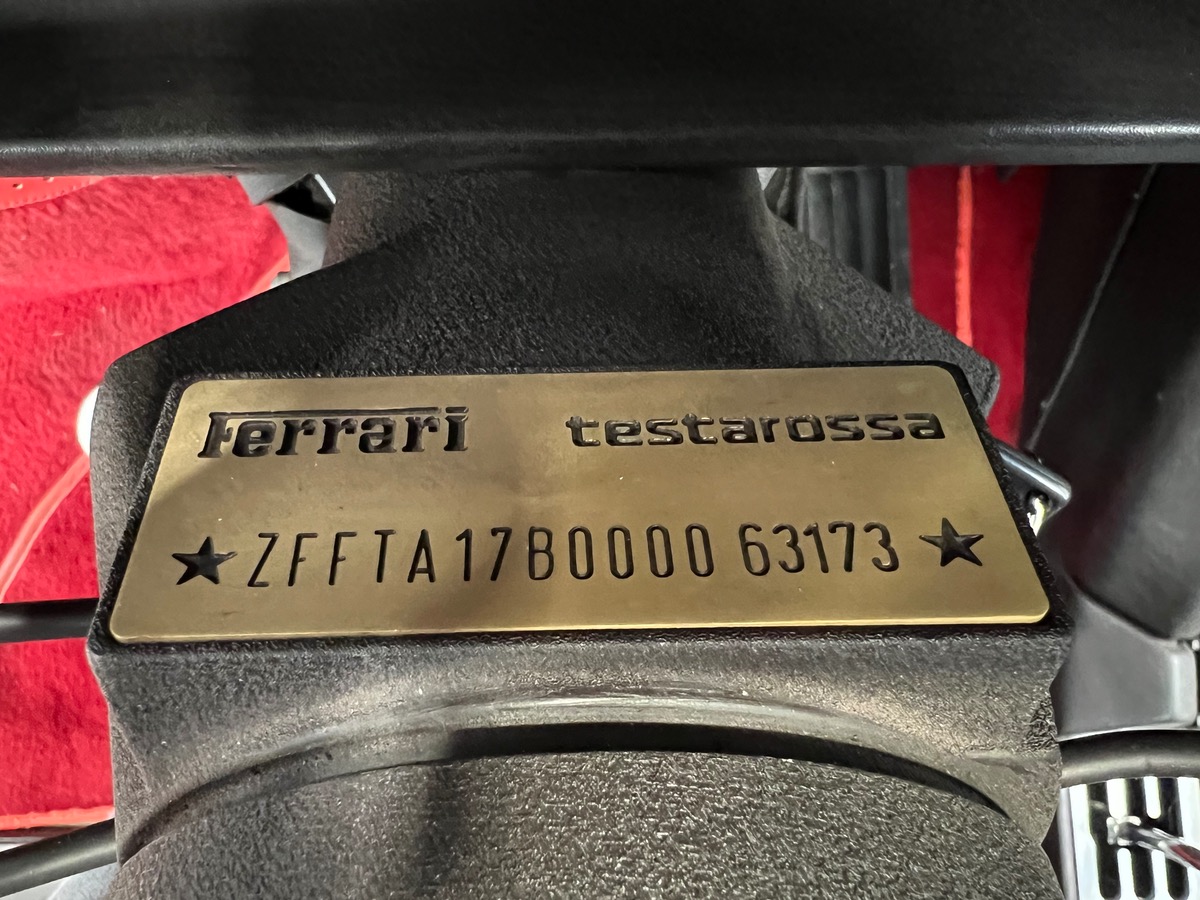 Ferrari testarossa
★ZFFTA17B0000 63173 ★